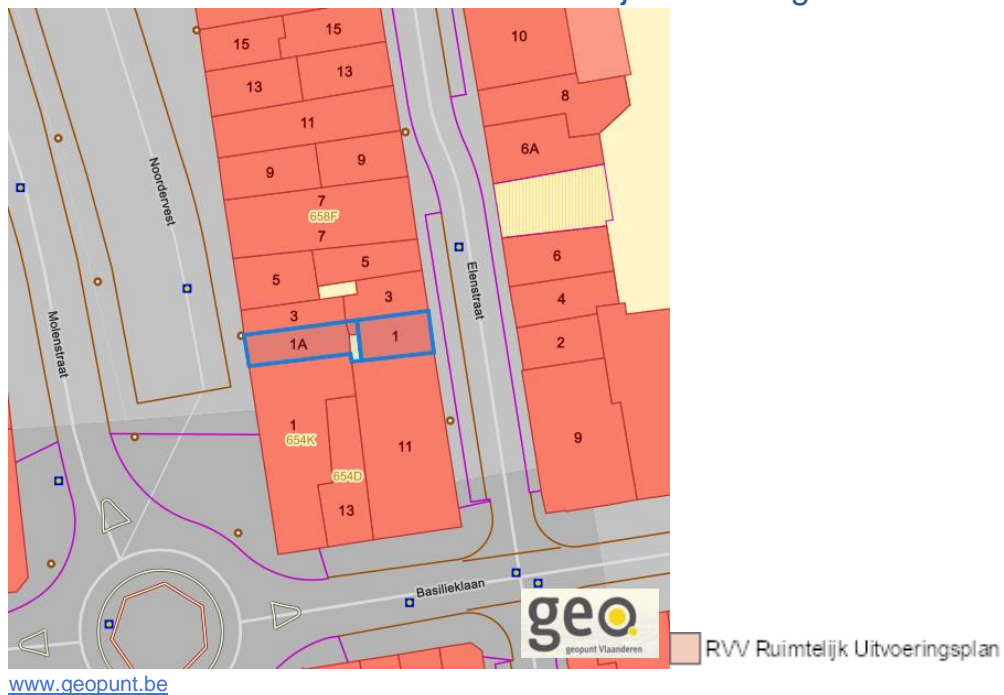 15
15
10
13
13
8
11
6A
9
9
7
658F
7
Noordervest
5
5
6
Elenstraat
3
3
4
1A
1
2
Molenstraat
1
654K
11
9
654D
13
Basilieklaan
geo.
geopunt Vlaanderen
RVV Ruimtelijk Uitvoeringsplan
www.geopunt.be